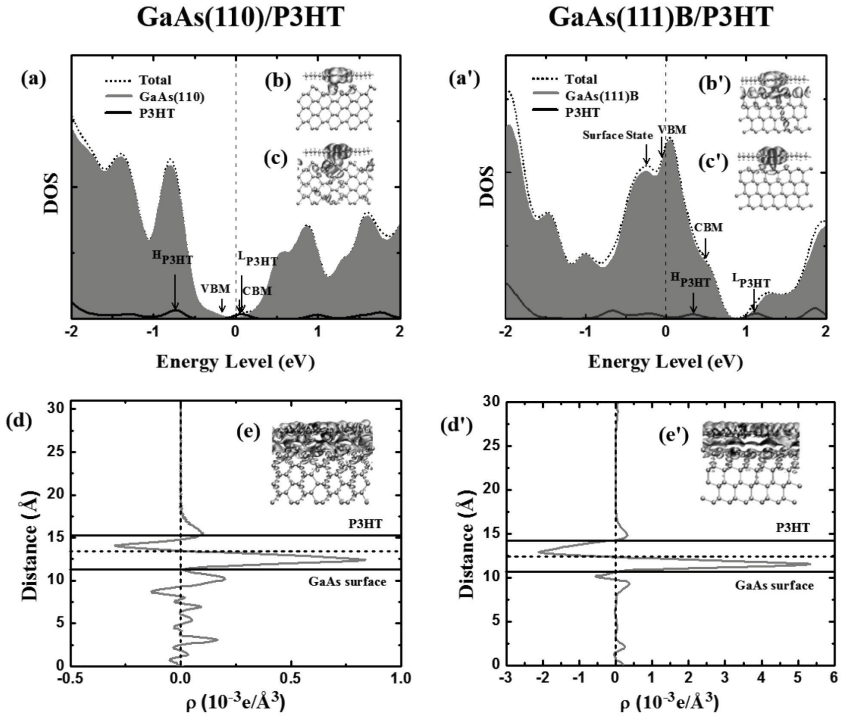 GaAs(110)/P3HT
GaAs(111)B/P3HT
(a)
Total
GaAs(110)
P3HT
(b)
(c)
DOS
H P3HT
VBM
L P3HT
CBM
-2 -1 0 1 2
Energy Level (eV)
(a')
Total
GaAs(111)B
P3HT
(b')
(c')
DOS
Surface State
VBM
CBM
H P3HT
L P3HT
-2 -1 0 1 2
Energy Level (eV)
(d)
30
25
20
15
10
5
0
Distance (Å)
(e)
P3HT
GaAs surface
-0.5 0.0 0.5 1.0
ρ (10⁻³e/Å³)
(d')
30
25
20
15
10
5
0
Distance (Å)
(e')
P3HT
GaAs surface
-3 -2 -1 0 1 2 3 4 5 6
ρ (10⁻³e/Å³)